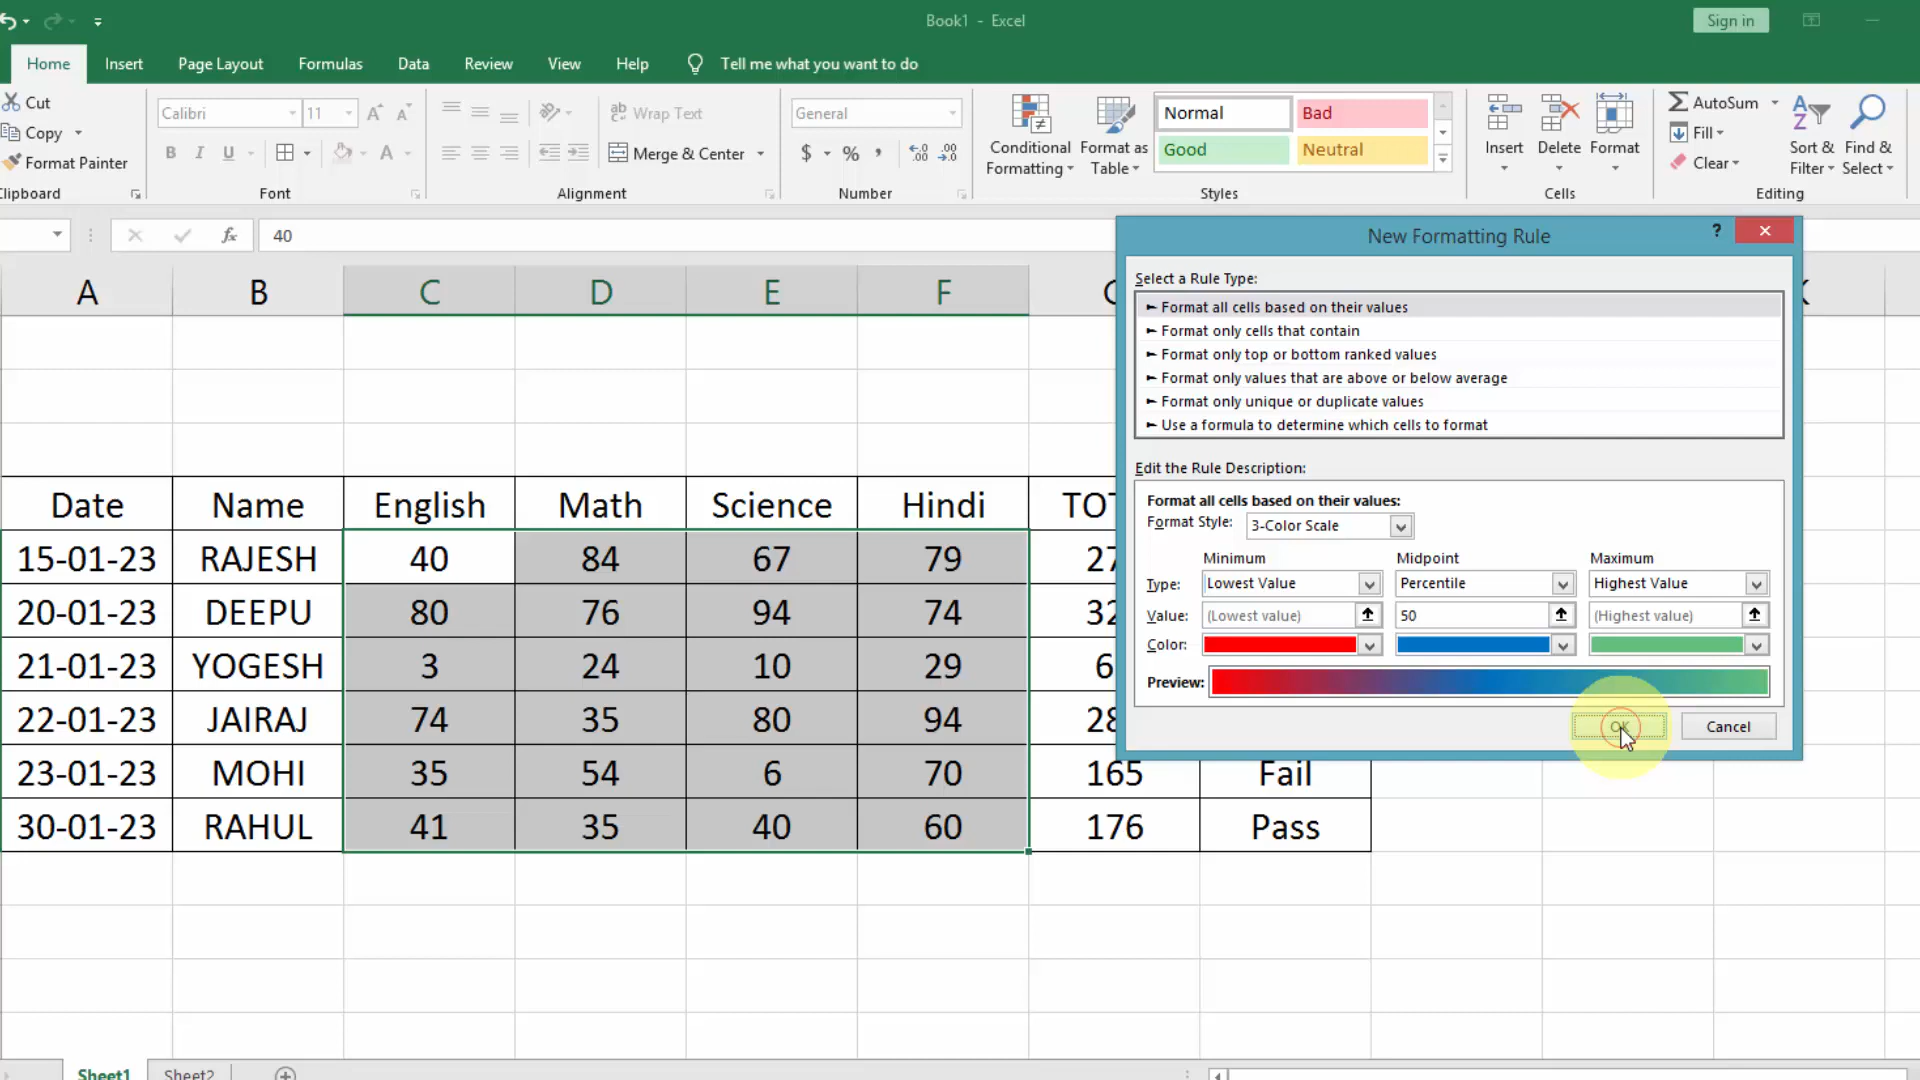 Book1 - Excel
Sign in
Home Insert Page Layout Formulas Data Review View Help Tell me what you want to do
Cut
Copy
Format Painter
Clipboard
Calibri 11
B I U
A
Font
ab Wrap Text
Merge & Center
Alignment
General
$ % ,
Number
Conditional Formatting
Format as Table
Normal Bad
Good Neutral
Styles
Insert Delete Format
Cells
AutoSum
Fill
Clear
Sort & Filter
Find & Select
Editing
fx 40
A B C D E F K
Date Name English Math Science Hindi
15-01-23 RAJESH 40 84 67 79
20-01-23 DEEPU 80 76 94 74
21-01-23 YOGESH 3 24 10 29
22-01-23 JAIRAJ 74 35 80 94
23-01-23 MOHI 35 54 6 70 165 Fail
30-01-23 RAHUL 41 35 40 60 176 Pass
New Formatting Rule
?
Select a Rule Type:
► Format all cells based on their values
► Format only cells that contain
► Format only top or bottom ranked values
► Format only values that are above or below average
► Format only unique or duplicate values
► Use a formula to determine which cells to format
Edit the Rule Description:
Format all cells based on their values:
Format Style: 3-Color Scale
Minimum Midpoint Maximum
Type: Lowest Value Percentile Highest Value
Value: (Lowest value) 50 (Highest value)
Color:
Preview:
OK Cancel
Sheet1 Sheet2